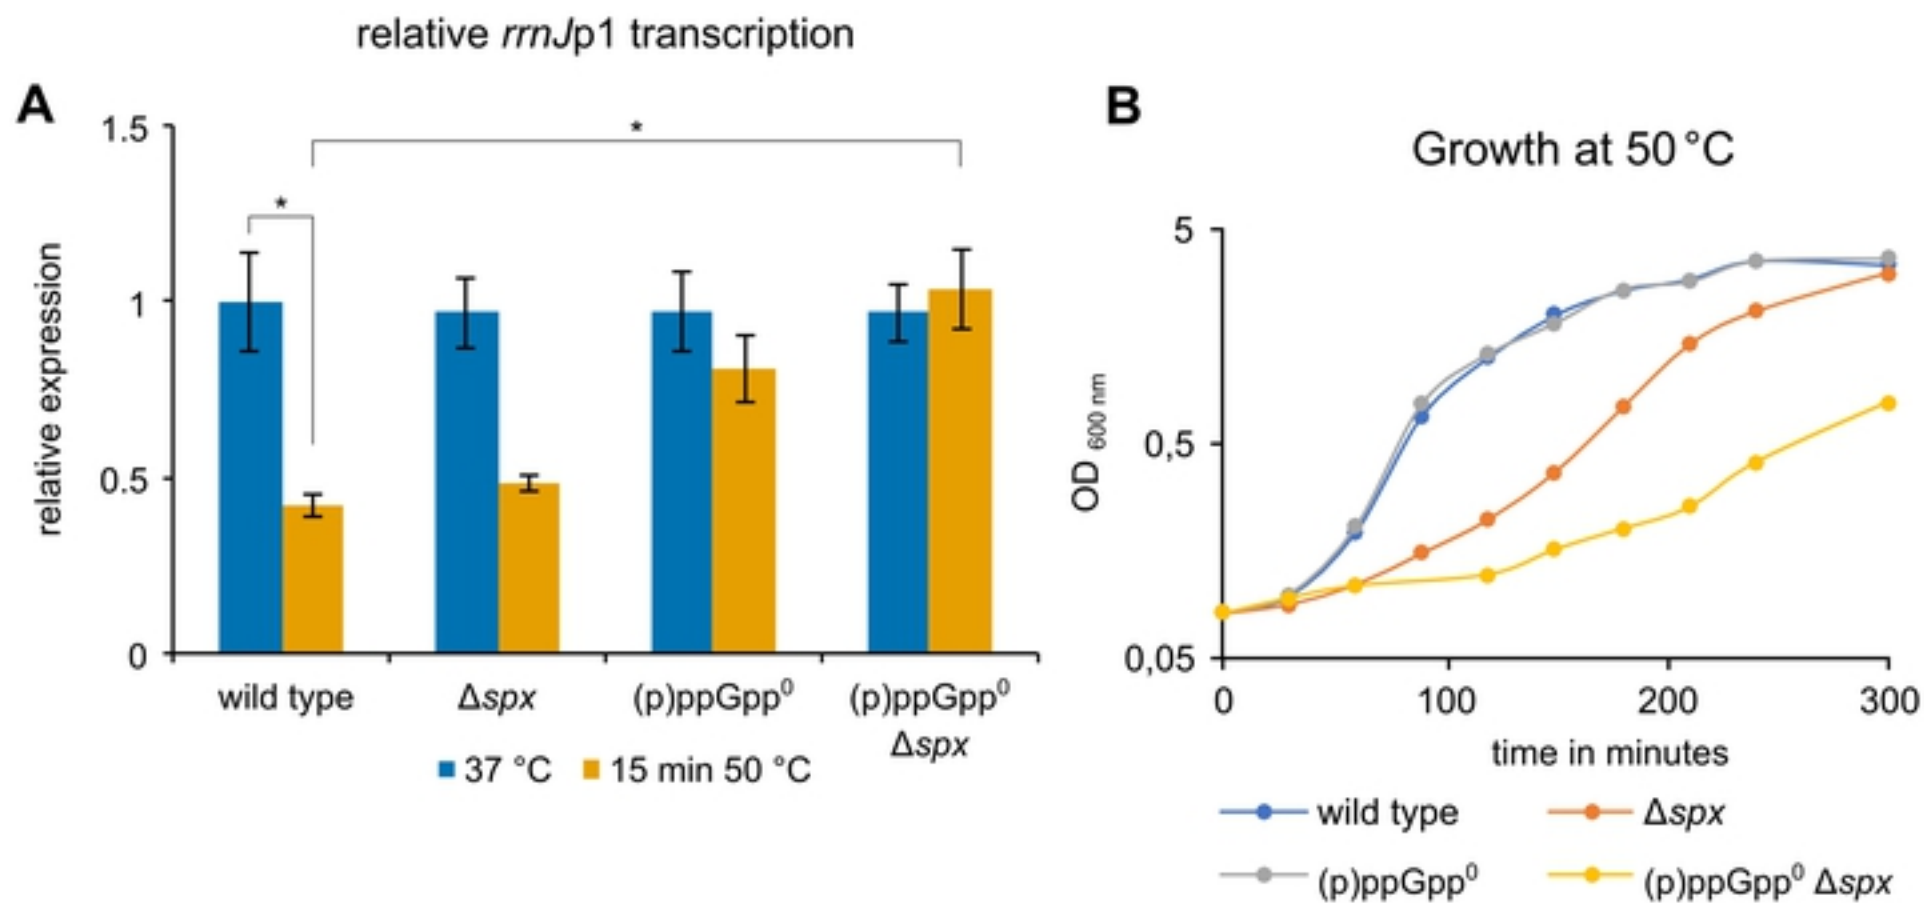 relative rrnJp1 transcription
A
relative expression
1.5
1
0.5
0
*
*
wild type
Δspx
(p)ppGpp⁰
(p)ppGpp⁰
Δspx
37 °C
15 min 50 °C
B
Growth at 50 °C
OD 600 nm
5
0,5
0,05
0
100
200
300
time in minutes
wild type
Δspx
(p)ppGpp⁰
(p)ppGpp⁰ Δspx